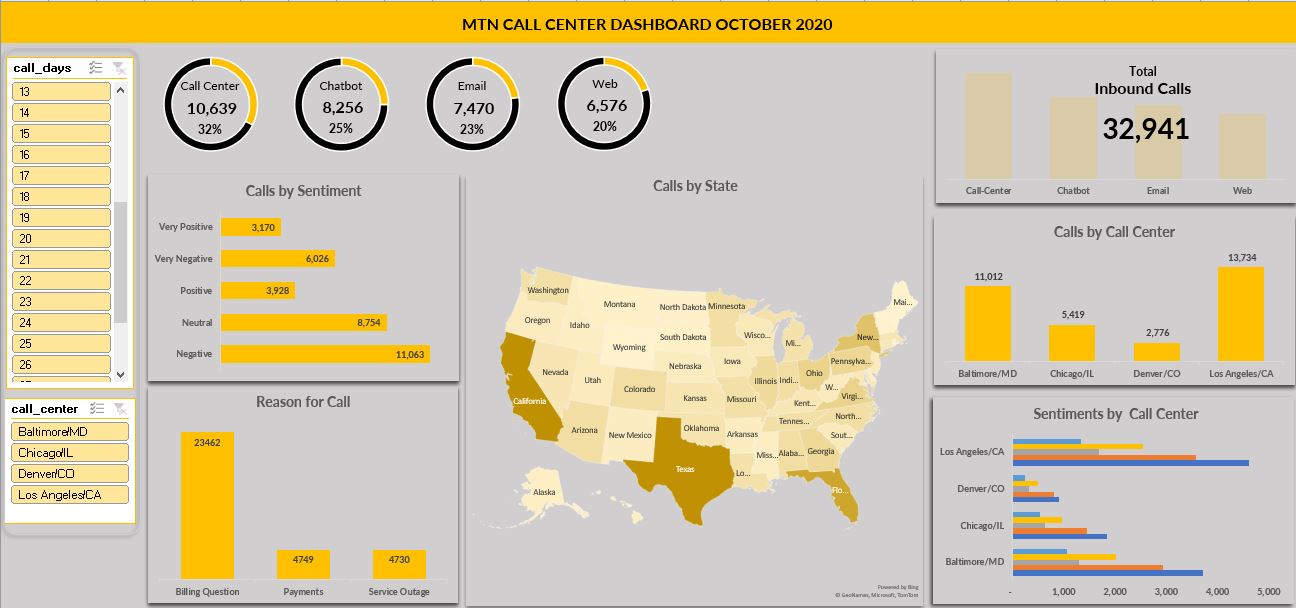 MTN CALL CENTER DASHBOARD OCTOBER 2020
call_days
13
14
15
16
17
18
19
20
21
22
23
24
25
26
call_center
Baltimore/MD
Chicago/IL
Denver/CO
Los Angeles/CA
Call Center
10,639
32%
Chatbot
8,256
25%
Email
7,470
23%
Web
6,576
20%
Total
Inbound Calls
32,941
Call-Center Chatbot Email Web
Calls by Sentiment
Very Positive 3,170
Very Negative 6,026
Positive 3,928
Neutral 8,754
Negative 11,063
Reason for Call
23462
4749
4730
Billing Question Payments Service Outage
Calls by State
Washington
Montana
North Dakota
Minnesota
Mai...
Oregon
Idaho
Wyoming
South Dakota
Wisco...
Mi...
New...
Nevada
Utah
Colorado
Nebraska
Iowa
Illinois
Indi...
Ohio
Pennsylva...
California
Kansas
Missouri
W...
Virgi...
Kent...
Arizona
New Mexico
Oklahoma
Arkansas
Tennes...
North...
Sout...
Texas
Lo...
Miss...
Alaba...
Georgia
Flo...
Alaska
Powered by Bing
© GeoNames, Microsoft, TomTom
Calls by Call Center
11,012
5,419
2,776
13,734
Baltimore/MD Chicago/IL Denver/CO Los Angeles/CA
Sentiments by Call Center
Los Angeles/CA
Denver/CO
Chicago/IL
Baltimore/MD
- 1,000 2,000 3,000 4,000 5,000